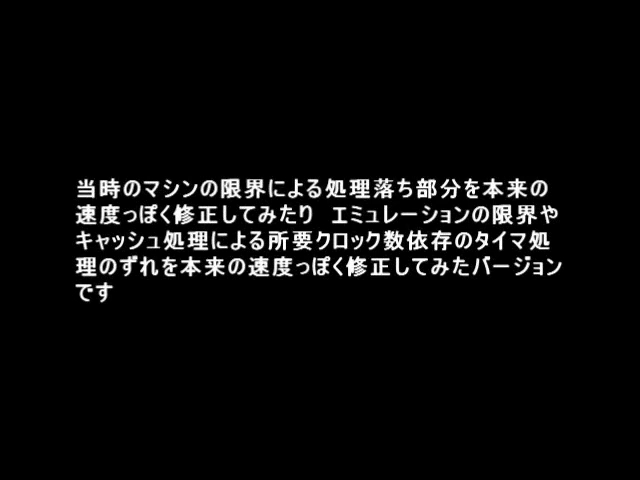 当時のマシンの限界による処理落ち部分を本来の
速度っぽく修正してみたり　エミュレーションの限界や
キャッシュ処理による所要クロック数依存のタイマ処
理のずれを本来の速度っぽく修正してみたバージョン
です